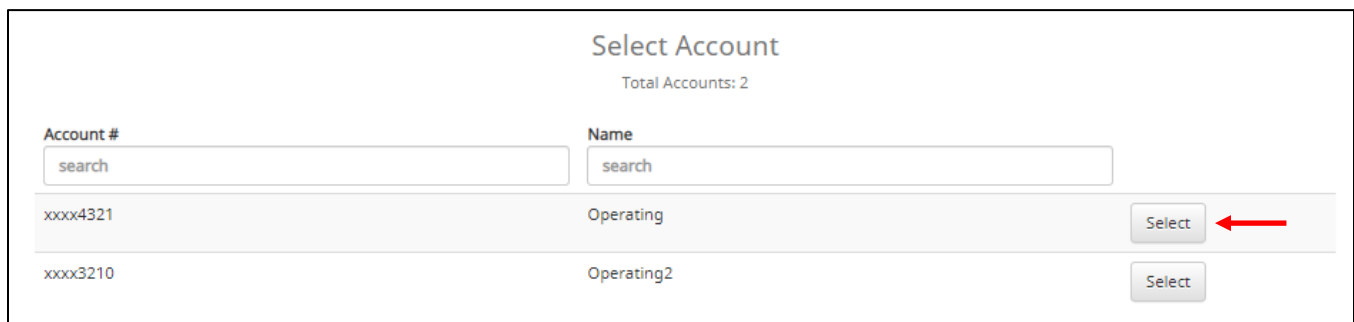 Select Account
Total Accounts: 2
Account # Name
search search
xxxx4321 Operating Select
xxxx3210 Operating2 Select